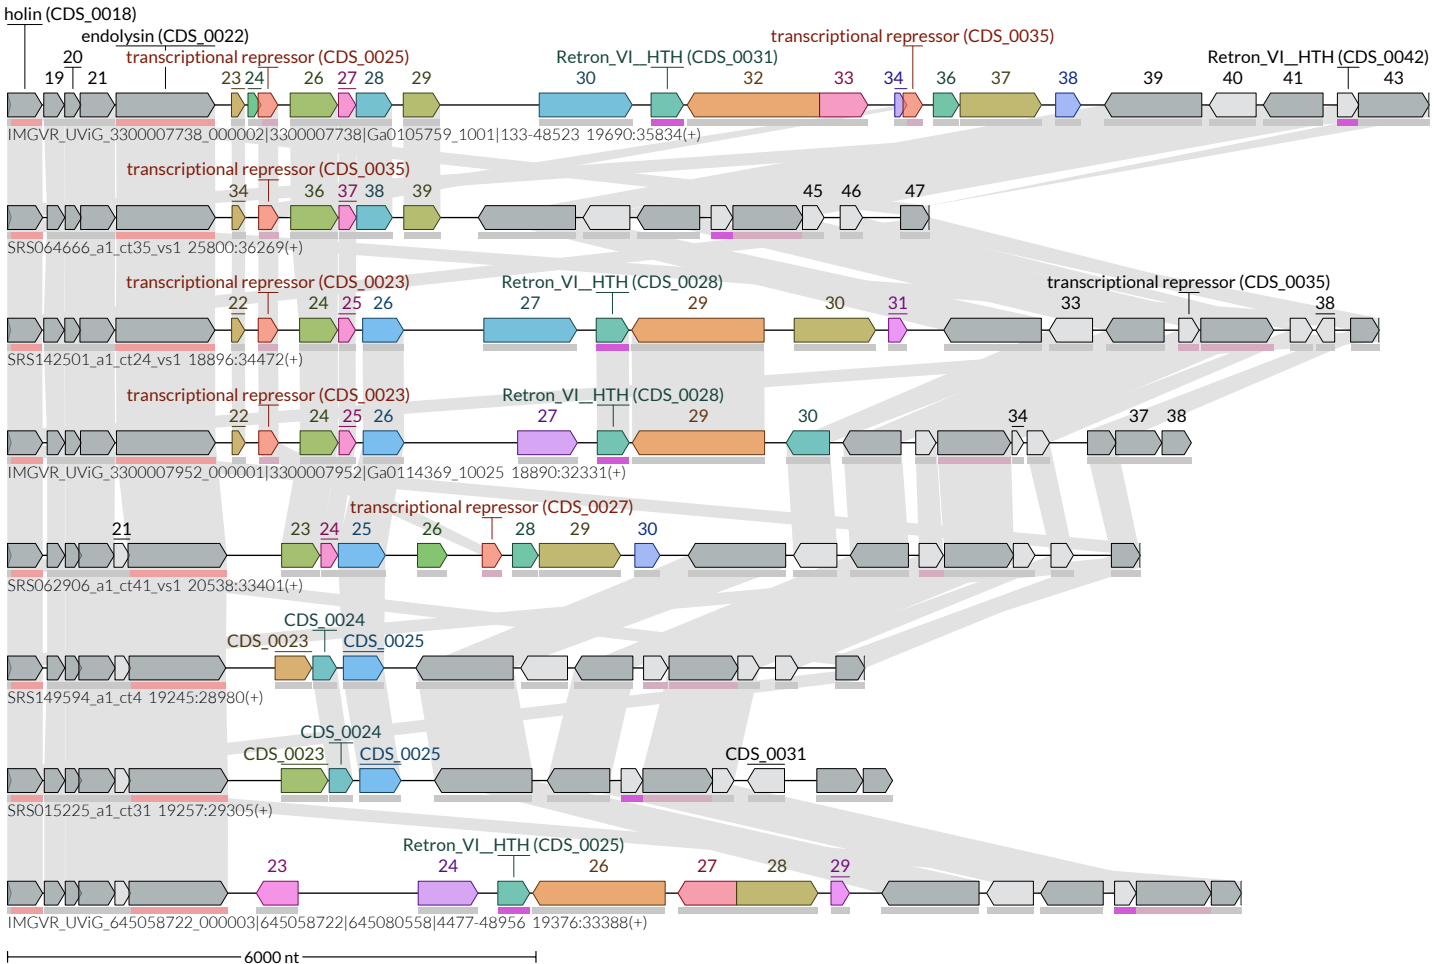 holin (CDS_0018)
endolysin (CDS_0022)
transcriptional repressor (CDS_0035)
20
transcriptional repressor (CDS_0025)
Retron_VI__HTH (CDS_0031)
Retron_VI__HTH (CDS_0042)
19 21 23 24 26 27 28 29 30 32 33 34 36 37 38 39 40 41 43
IMGVR_UViG_3300007738_000002|3300007738|Ga0105759_1001|133-48523 19690:35834(+)
transcriptional repressor (CDS_0035)
34 36 37 38 39 45 46 47
SRS064666_a1_ct35_vs1 25800:36269(+)
transcriptional repressor (CDS_0023)
Retron_VI__HTH (CDS_0028)
transcriptional repressor (CDS_0035)
22 24 25 26 27 29 30 31 33 38
SRS142501_a1_ct24_vs1 18896:34472(+)
transcriptional repressor (CDS_0023)
Retron_VI__HTH (CDS_0028)
22 24 25 26 27 29 30 34 37 38
IMGVR_UViG_3300007952_000001|3300007952|Ga0114369_10025 18890:32331(+)
transcriptional repressor (CDS_0027)
21 23 24 25 26 28 29 30
SRS062906_a1_ct41_vs1 20538:33401(+)
CDS_0024
CDS_0023 CDS_0025
SRS149594_a1_ct4 19245:28980(+)
CDS_0024
CDS_0023 CDS_0025 CDS_0031
SRS015225_a1_ct31 19257:29305(+)
Retron_VI__HTH (CDS_0025)
23 24 26 27 28 29
IMGVR_UViG_645058722_000003|645058722|645080558|4477-48956 19376:33388(+)
6000 nt